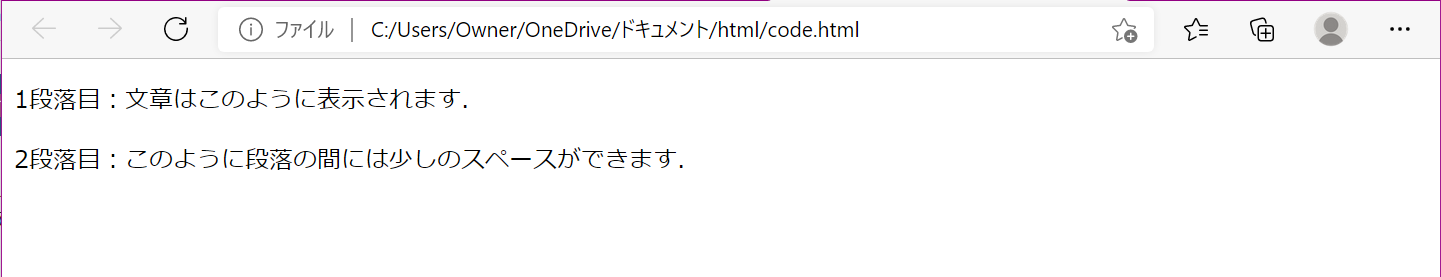 ファイル | C:/Users/Owner/OneDrive/ドキュメント/html/code.html
1段落目：文章はこのように表示されます.
2段落目：このように段落の間には少しのスペースができます.